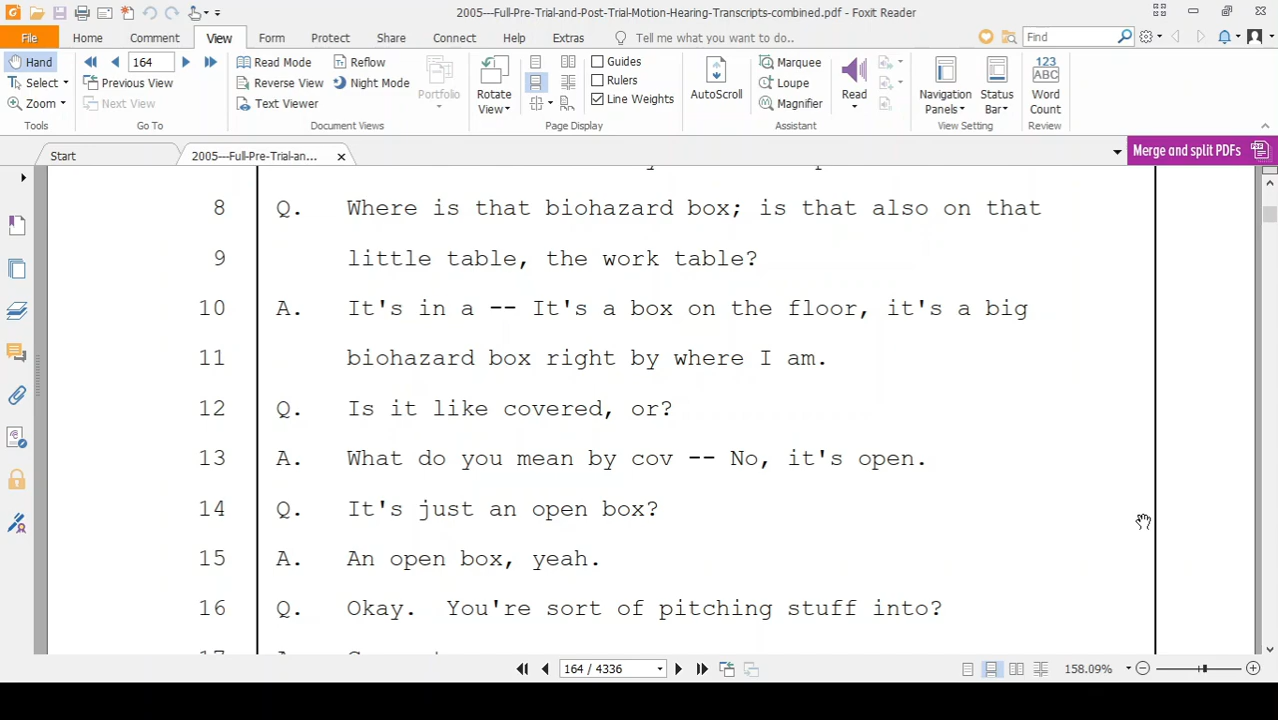 2005---Full-Pre-Trial-and-Post-Trial-Motion-Hearing-Transcripts-combined.pdf - Foxit Reader
File Home Comment View Form Protect Share Connect Help Extras Tell me what you want to do.. Find
Hand 164 Read Mode Reflow Guides Marquee
Select Previous View Reverse View Night Mode Portfolio Rotate View Rulers AutoScroll Loupe Read Navigation Panels Status Bar 123 ABC Word Count
Zoom Next View Text Viewer Line Weights Magnifier
Tools Go To Document Views Page Display Assistant View Setting Review
Start 2005---Full-Pre-Trial-an... Merge and split PDFs
8 Q. Where is that biohazard box; is that also on that
9 little table, the work table?
10 A. It's in a -- It's a box on the floor, it's a big
11 biohazard box right by where I am.
12 Q. Is it like covered, or?
13 A. What do you mean by cov -- No, it's open.
14 Q. It's just an open box?
15 A. An open box, yeah.
16 Q. Okay. You're sort of pitching stuff into?
164 / 4336 158.09%